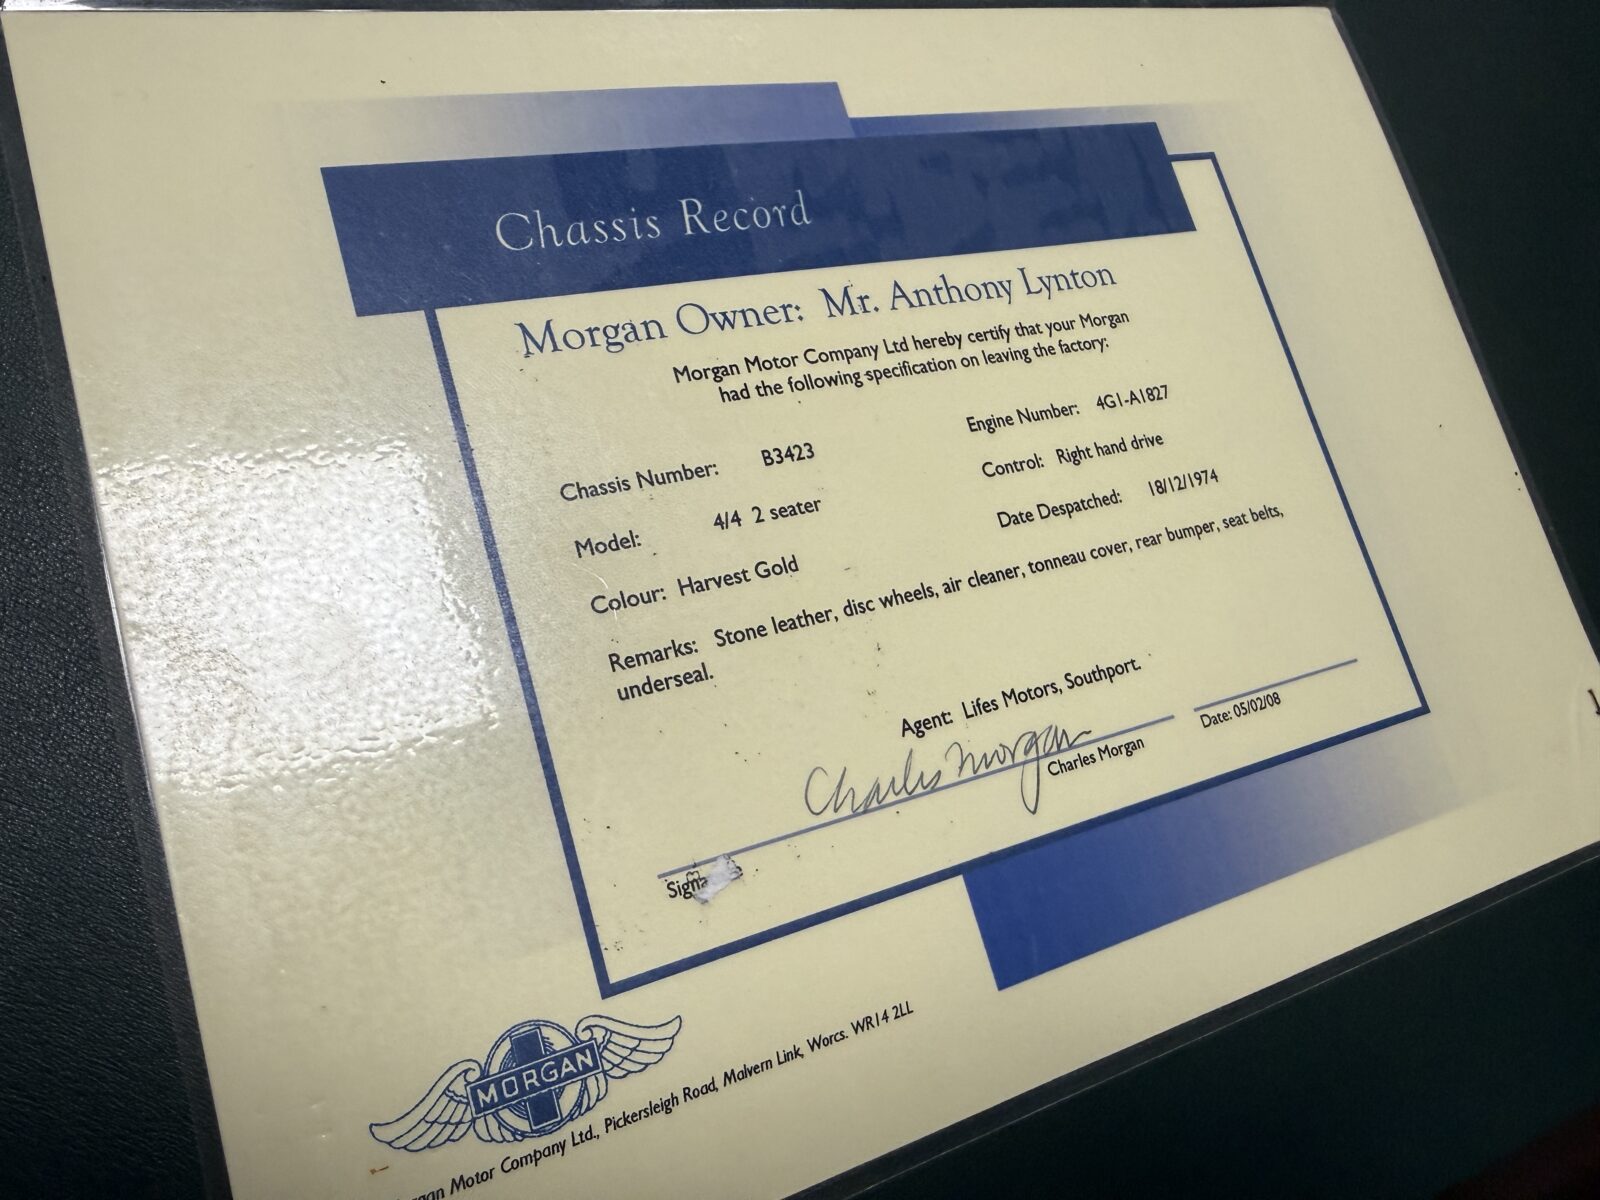 Chassis Record
Morgan Owner: Mr. Anthony Lynton
Morgan Motor Company Ltd hereby certify that your Morgan
had the following specification on leaving the factory:
Chassis Number: B3423
Engine Number: 4G1-A1827
Model: 4/4 2 seater
Control: Right hand drive
Colour: Harvest Gold
Date Despatched: 18/12/1974
Remarks: Stone leather, disc wheels, air cleaner, tonneau cover, rear bumper, seat belts,
underseal.
Agent: Lifes Motors, Southport.
Charles Morgan
Charles Morgan
Date: 05/02/08
MORGAN
Motor Company Ltd., Pickersleigh Road, Malvern Link, Worcs. WR14 2LL